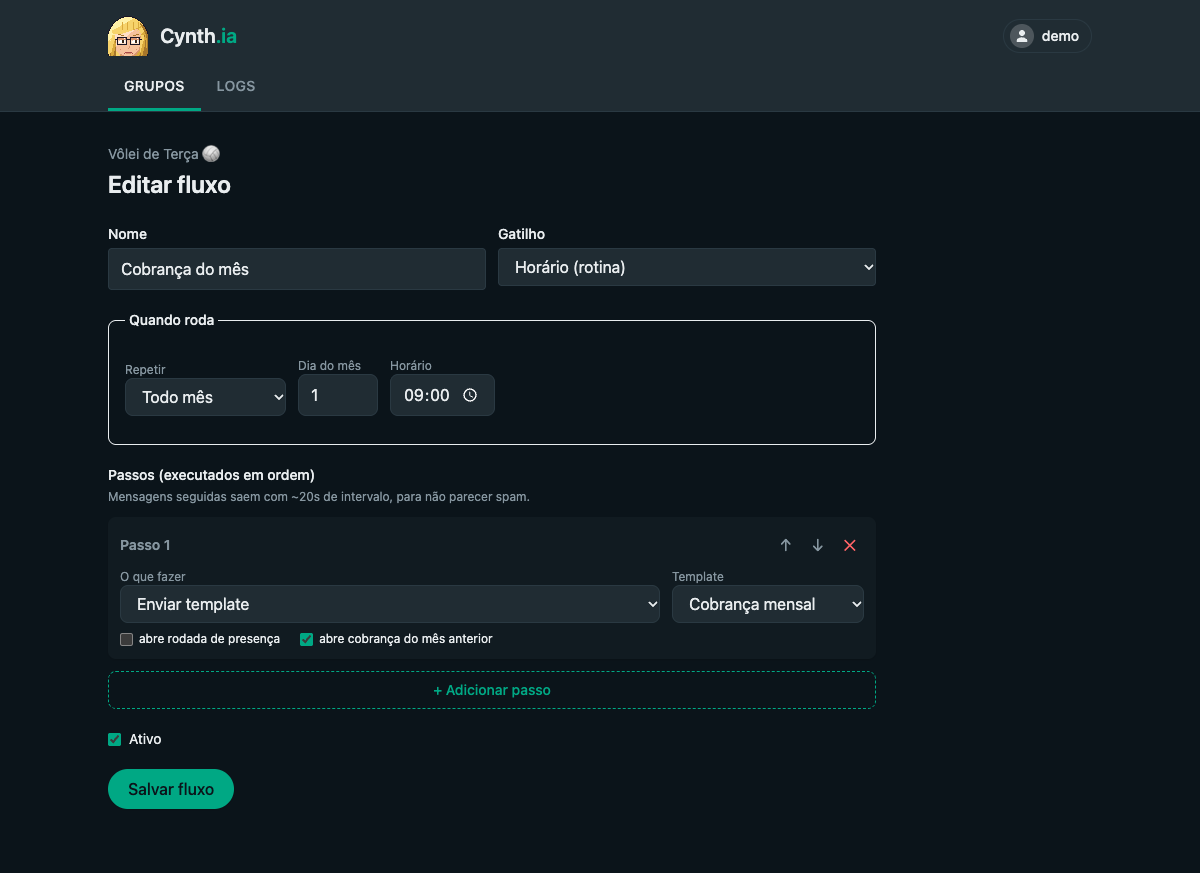 Cynth.ia
demo
GRUPOS LOGS
Vôlei de Terça 🏐
Editar fluxo
Nome Gatilho
Cobrança do mês Horário (rotina)
Quando roda
Repetir Dia do mês Horário
Todo mês 1 09:00
Passos (executados em ordem)
Mensagens seguidas saem com ~20s de intervalo, para não parecer spam.
Passo 1
O que fazer Template
Enviar template Cobrança mensal
abre rodada de presença abre cobrança do mês anterior
+ Adicionar passo
Ativo
Salvar fluxo